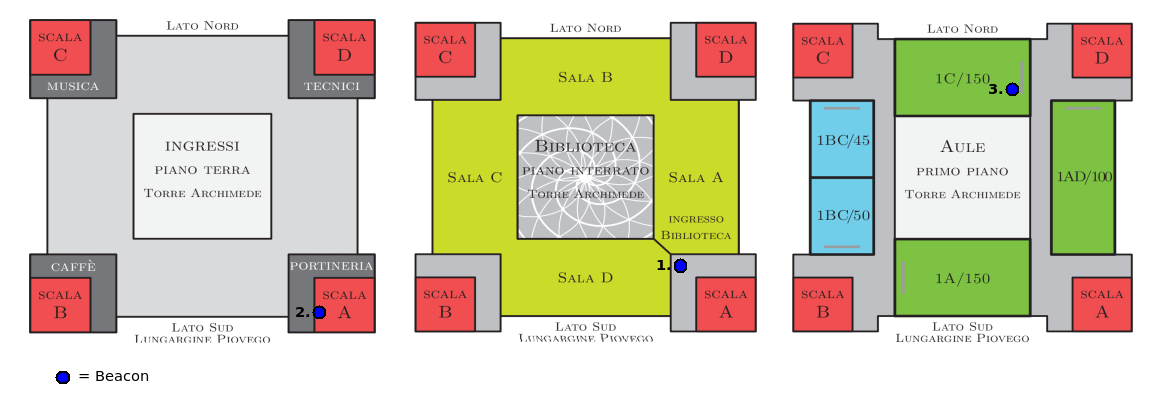 Lato Nord
SCALA
C
SCALA
D
MUSICA
TECNICI
INGRESSI
PIANO TERRA
Torre Archimede
CAFFÈ
PORTINERIA
SCALA
B
2.
SCALA
A
Lato Sud
Lungargine Piovego
Lato Nord
SCALA
C
SCALA
D
Sala B
Biblioteca
PIANO INTERRATO
Torre Archimede
Sala C
Sala A
INGRESSO
Biblioteca
1.
Sala D
SCALA
B
SCALA
A
Lato Sud
Lungargine Piovego
Lato Nord
SCALA
C
SCALA
D
1C/150
3.
1BC/45
Aule
PRIMO PIANO
Torre Archimede
1AD/100
1BC/50
1A/150
SCALA
B
SCALA
A
Lato Sud
Lungargine Piovego
= Beacon